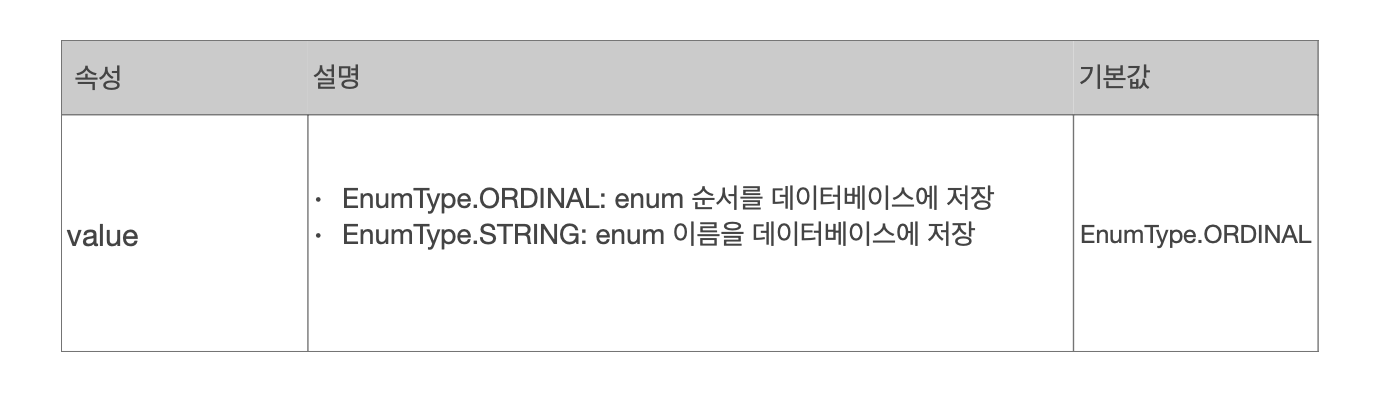 속성 설명 기본값
· EnumType.ORDINAL: enum 순서를 데이터베이스에 저장
· EnumType.STRING: enum 이름을 데이터베이스에 저장
value
EnumType.ORDINAL